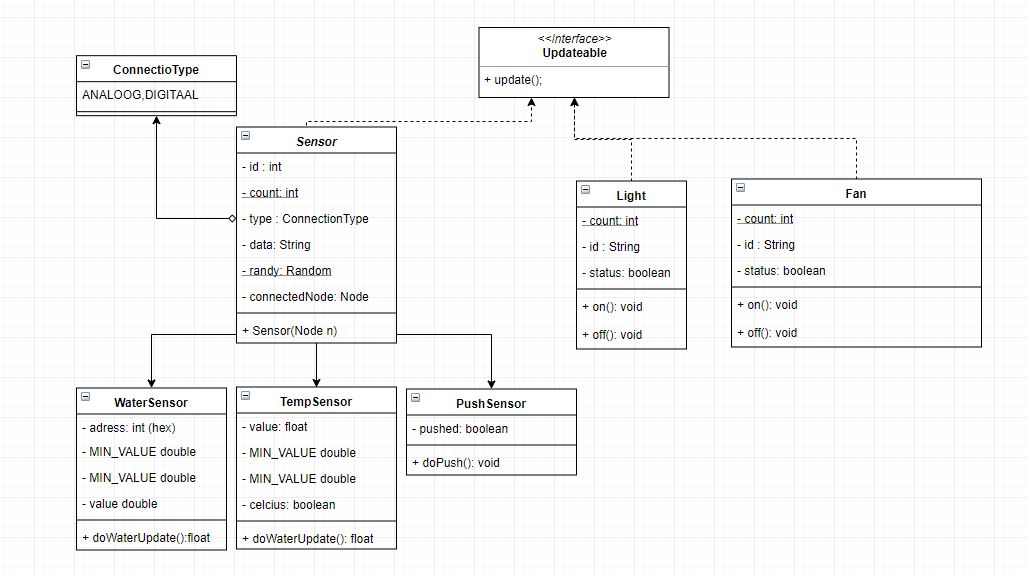 <<Interface>>
Updateable
+ update();
ConnectioType
ANALOOG,DIGITAAL
Sensor
- id : int
- count: int
- type : ConnectionType
- data: String
- randy: Random
- connectedNode: Node
+ Sensor(Node n)
Light
- count: int
- id : String
- status: boolean
+ on(): void
+ off(): void
Fan
- count: int
- id : String
- status: boolean
+ on(): void
+ off(): void
WaterSensor
- adress: int (hex)
- MIN_VALUE double
- MIN_VALUE double
- value double
+ doWaterUpdate():float
TempSensor
- value: float
- MIN_VALUE double
- MIN_VALUE double
- celcius: boolean
+ doWaterUpdate(): float
PushSensor
- pushed: boolean
+ doPush(): void